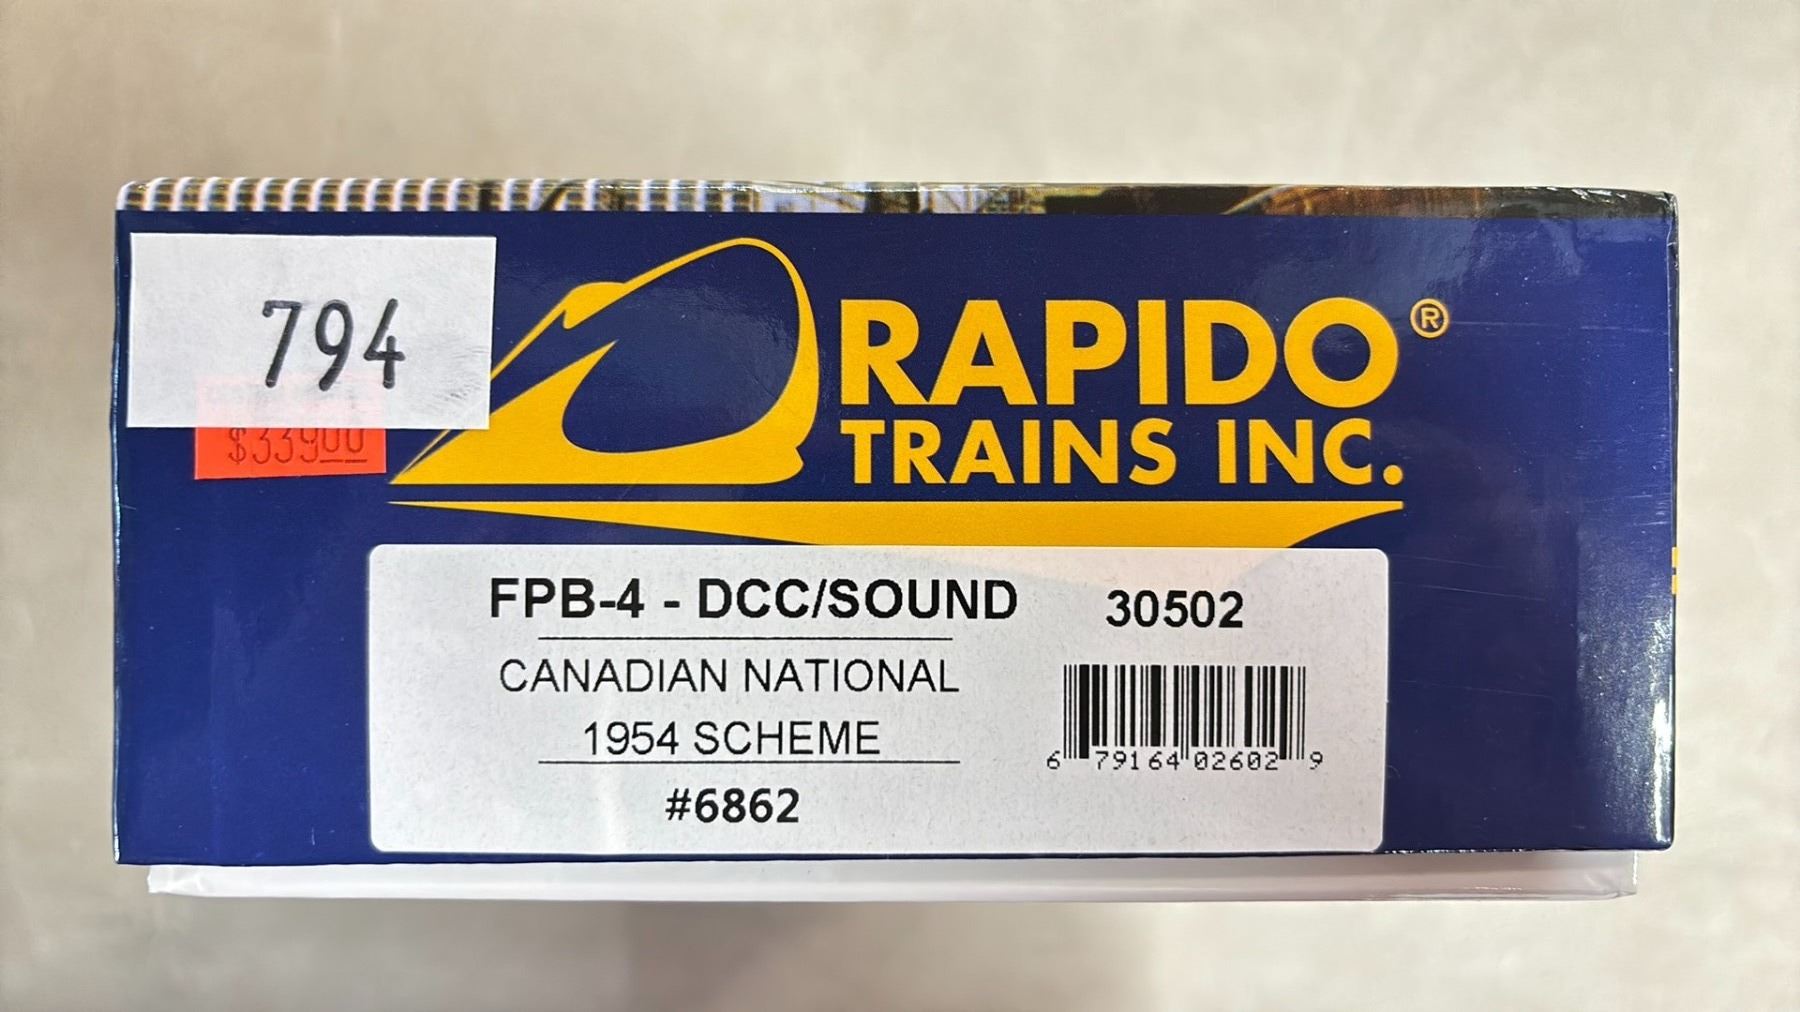 794
$339.00
RAPIDO®
TRAINS INC.
FPB-4 - DCC/SOUND
30502
CANADIAN NATIONAL
1954 SCHEME
#6862
6 79164 02602 9